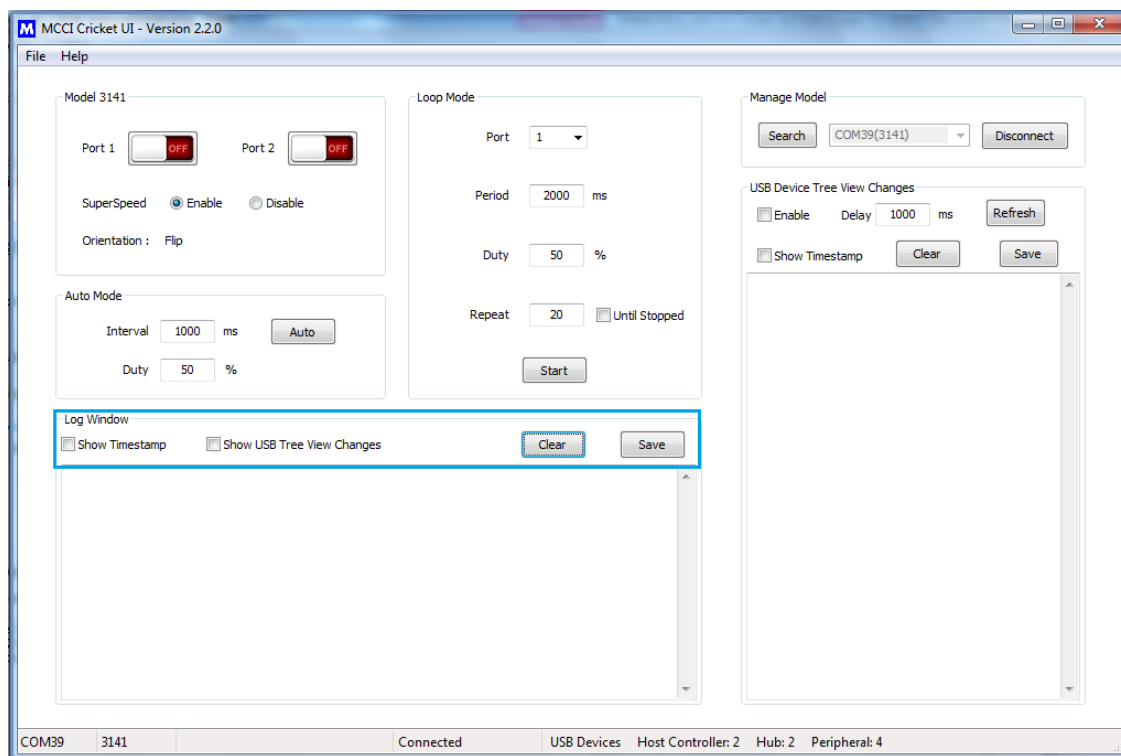 M MCCI Cricket UI - Version 2.2.0
File Help
Model 3141
Port 1 OFF Port 2 OFF
SuperSpeed Enable Disable
Orientation : Flip
Auto Mode
Interval 1000 ms Auto
Duty 50 %
Loop Mode
Port 1
Period 2000 ms
Duty 50 %
Repeat 20 Until Stopped
Start
Manage Model
Search COM39(3141) Disconnect
USB Device Tree View Changes
Enable Delay 1000 ms Refresh
Show Timestamp Clear Save
Log Window
Show Timestamp Show USB Tree View Changes Clear Save
COM39 3141 Connected USB Devices Host Controller: 2 Hub: 2 Peripheral: 4